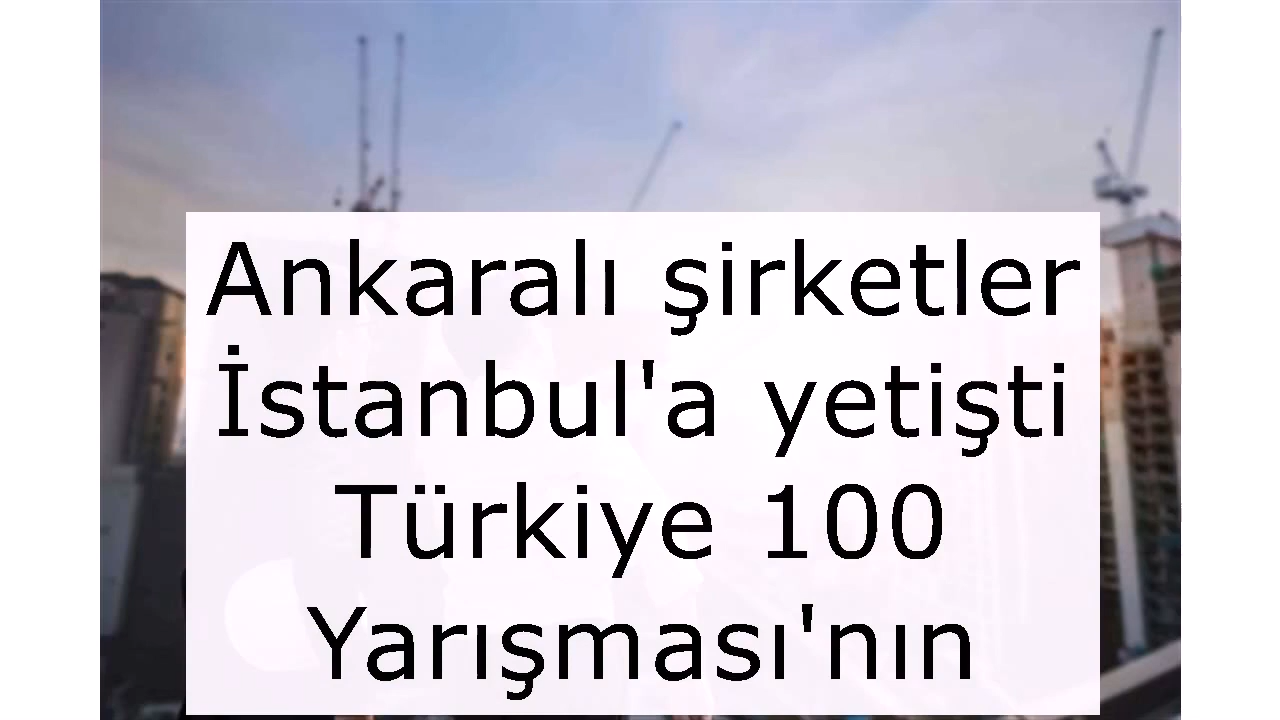 Ankaralı şirketler
İstanbul'a yetişti
Türkiye 100
Yarışması'nın